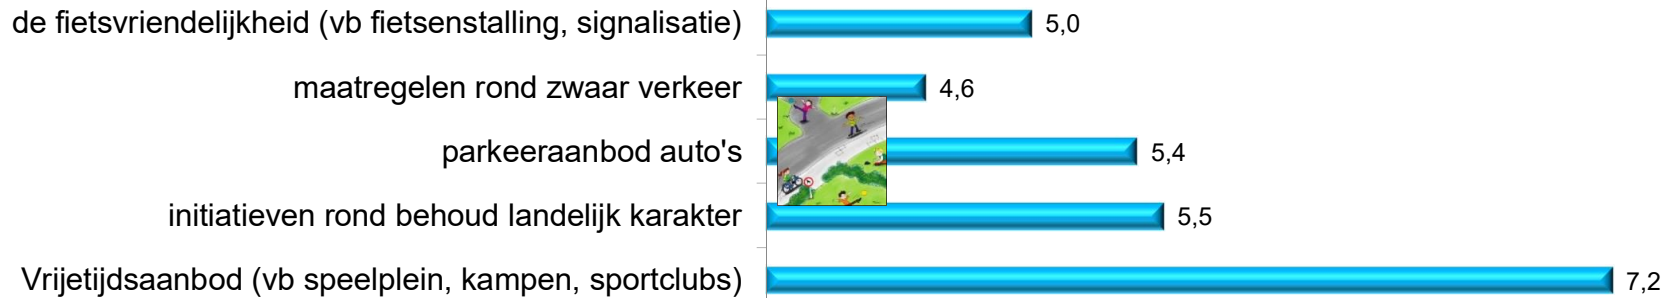 de fietsvriendelijkheid (vb fietsenstalling, signalisatie) 5,0
maatregelen rond zwaar verkeer 4,6
parkeeraanbod auto's 5,4
initiatieven rond behoud landelijk karakter 5,5
Vrijetijdsaanbod (vb speelplein, kampen, sportclubs) 7,2